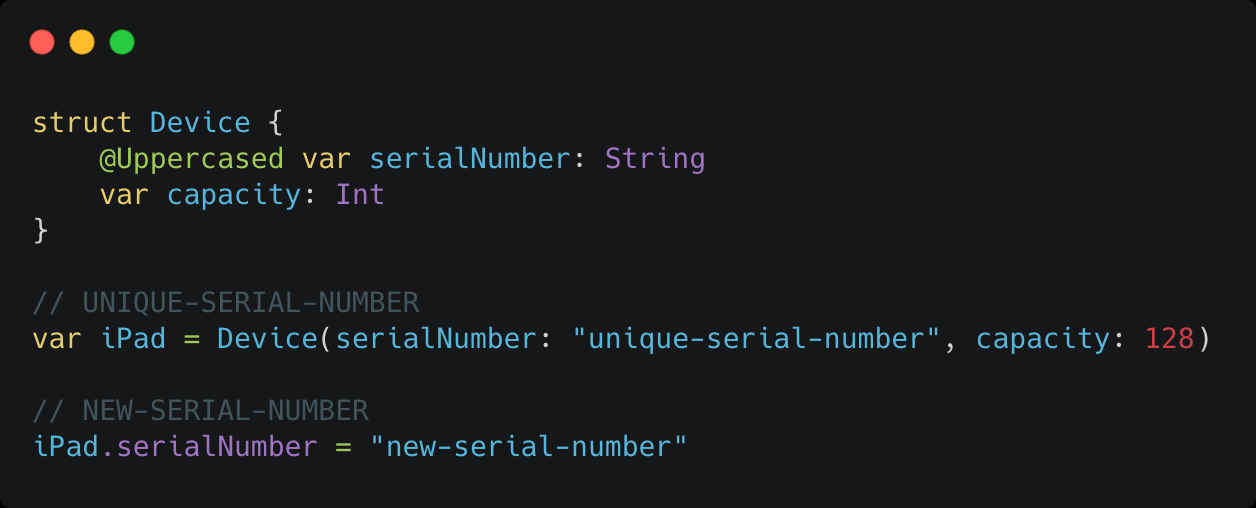 struct Device {
    @Uppercased var serialNumber: String
    var capacity: Int
}
// UNIQUE-SERIAL-NUMBER
var iPad = Device(serialNumber: "unique-serial-number", capacity: 128)
// NEW-SERIAL-NUMBER
iPad.serialNumber = "new-serial-number"